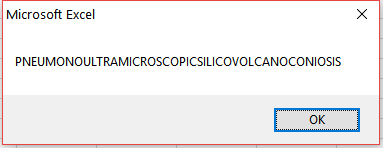 Microsoft Excel
PNEUMONOULTRAMICROSCOPICSILICOVOLCANOCONIOSIS
OK